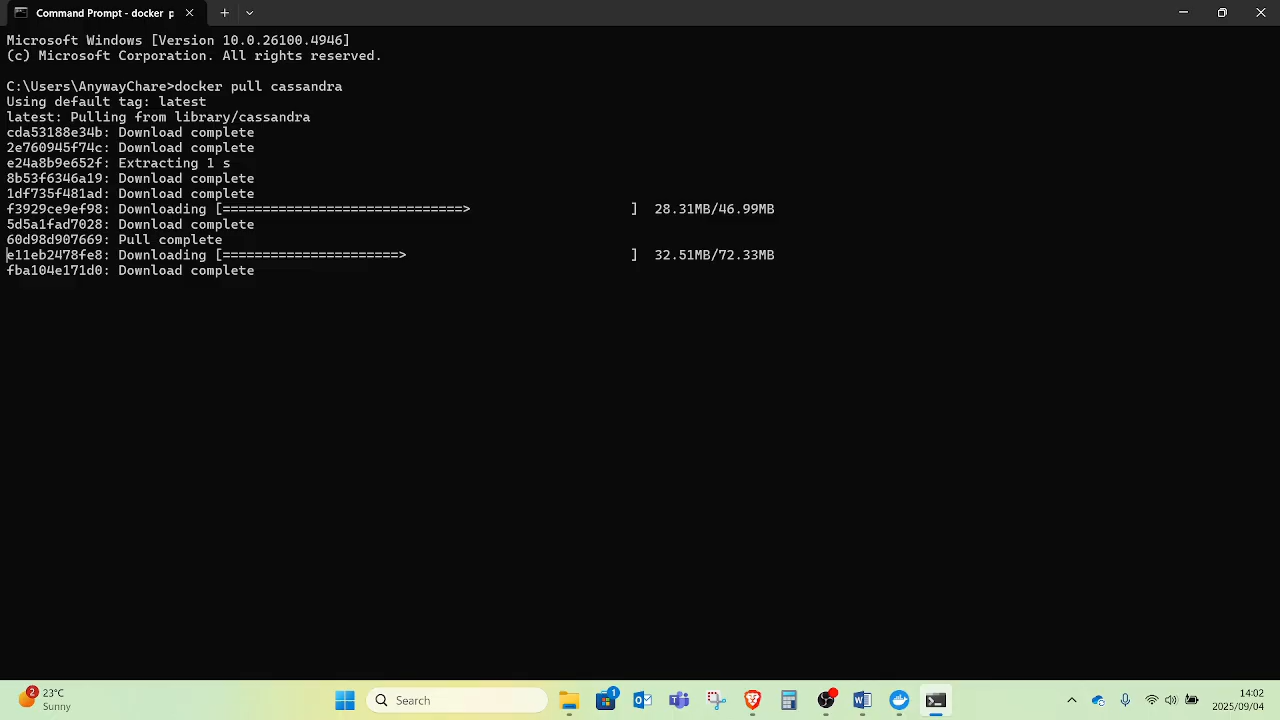 Command Prompt - docker p
Microsoft Windows [Version 10.0.26100.4946]
(c) Microsoft Corporation. All rights reserved.
C:\Users\AnywayChare>docker pull cassandra
Using default tag: latest
latest: Pulling from library/cassandra
cda53188e34b: Download complete
2e760945f74c: Download complete
e24a8b9e652f: Extracting 1 s
8b53f6346a19: Download complete
1df735f481ad: Download complete
f3929ce9ef98: Downloading [==============================>                    ]  28.31MB/46.99MB
5d5a1fad7028: Download complete
60d98d907669: Pull complete
e11eb2478fe8: Downloading [======================>                            ]  32.51MB/72.33MB
fba104e171d0: Download complete
2
23°C
Sunny
Search
1
14:02
2025/09/04